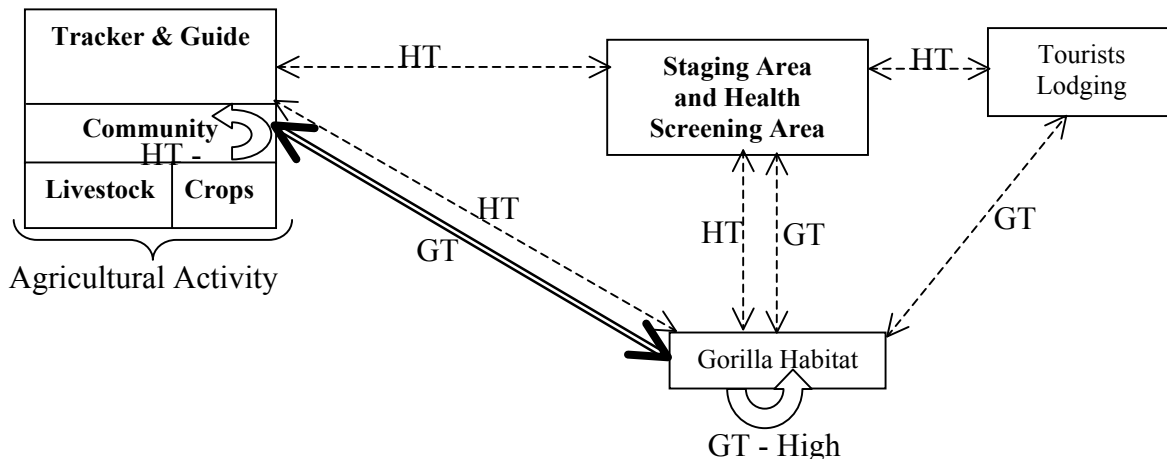 Tracker & Guide
HT
Staging Area
and Health
Screening Area
HT
Tourists
Lodging
Community
HT -
Livestock
Crops
Agricultural Activity
HT
GT
HT
GT
GT
Gorilla Habitat
GT - High